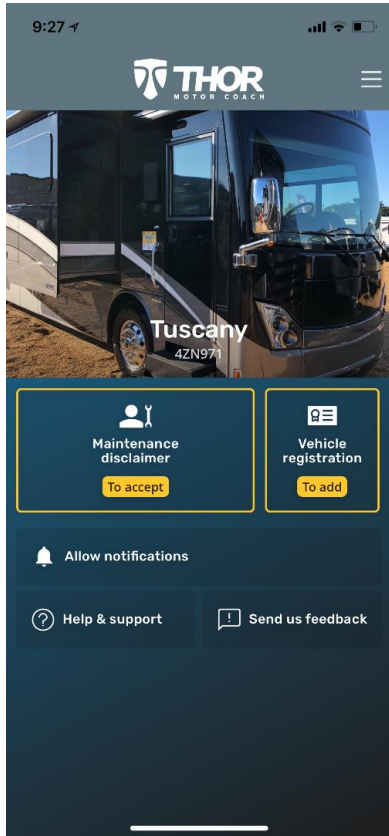 9:27
THOR
MOTOR COACH
Tuscany
4ZN971
Maintenance
disclaimer
To accept
Vehicle
registration
To add
Allow notifications
Help & support
Send us feedback